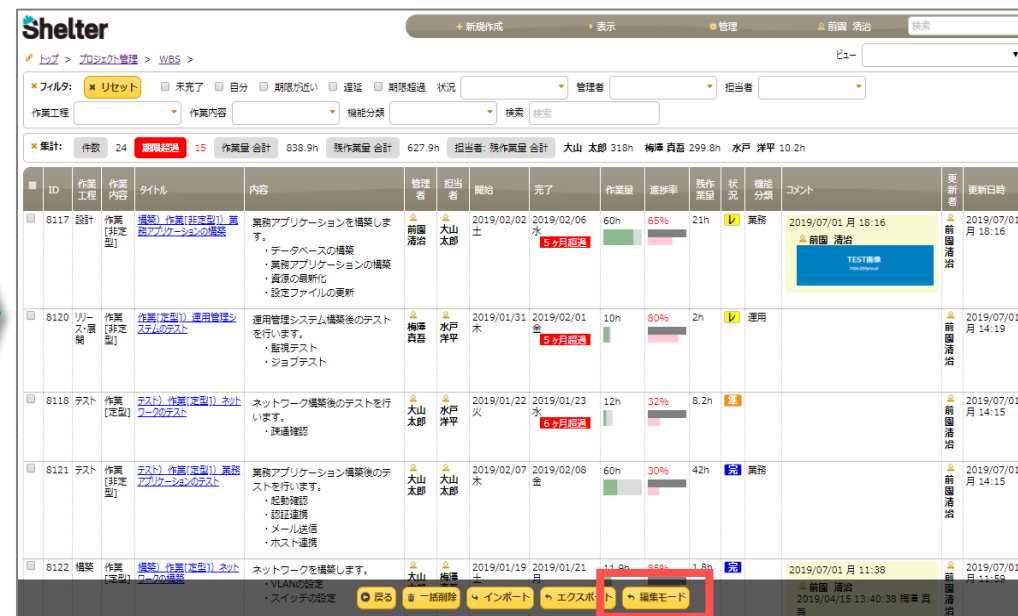 Shelter
新規作成 表示 管理 前園 清治 検索
トップ > プロジェクト管理 > WBS >
ビュー
フィルタ: リセット 未完了 自分 期限が近い 遅延 期限超過 状況 管理者 担当者
作業工程 作業内容 機能分類 検索 検索
集計: 件数 24 期限超過 15 作業量 合計 838.9h 残作業量 合計 627.9h 担当者: 残作業量 合計 大山 太郎 318h 梅澤 真吾 299.8h 水戸 洋平 10.2h
ID 作業工程 作業内容 タイトル 内容 管理者 担当者 開始 完了 作業量 進捗率 残作業量 状況 機能分類 コメント 更新者 更新日時
8117 設計 作業[非定型] 構築) 作業[非定型1) 業務アプリケーションの構築
業務アプリケーションを構築します。
・データベースの構築
・業務アプリケーションの構築
・資源の最新化
・設定ファイルの更新
前園 清治 大山 太郎 2019/02/02 土 2019/02/06 水 5ヶ月超過 60h 65% 21h レ 業務
2019/07/01 月 18:16
前園 清治
TEST画像
前園 清治 2019/07/01 月 18:16
8120 リリース・展開 作業[非定型] 作業[定型1) 運用管理システムのテスト
運用管理システム構築後のテストを行います。
・監視テスト
・ジョブテスト
梅澤 真吾 水戸 洋平 2019/01/31 木 2019/02/01 金 5ヶ月超過 10h 80% 2h レ 運用
前園 清治 2019/07/01 月 14:19
8118 テスト 作業[定型] テスト) 作業[定型1) ネットワークのテスト
ネットワーク構築後のテストを行います。
・疎通確認
大山 太郎 水戸 洋平 2019/01/22 火 2019/01/23 水 6ヶ月超過 12h 32% 8.2h 準
前園 清治 2019/07/01 月 14:15
8121 テスト 作業[非定型] テスト) 作業[定型1) 業務アプリケーションのテスト
業務アプリケーション構築後のテストを行います。
・起動確認
・認証連携
・メール送信
・ホスト連携
大山 太郎 大山 太郎 2019/02/07 木 2019/02/08 金 60h 30% 42h 完 業務
前園 清治 2019/07/01 月 14:15
8122 構築 作業[定型] 構築) 作業[定型1) ネットワークの構築
ネットワークを構築します。
・VLANの設定
・スイッチの設定
大山 太郎 梅澤 2019/01/19 土 2019/01/21 月 11.9h 85% 1.8h 完
2019/07/01 月 11:38
前園 清治
2019/04/15 13:40:38 梅澤 真吾
前園 2019/07/01 月 11:59
戻る 一括削除 インポート エクスポート 編集モード